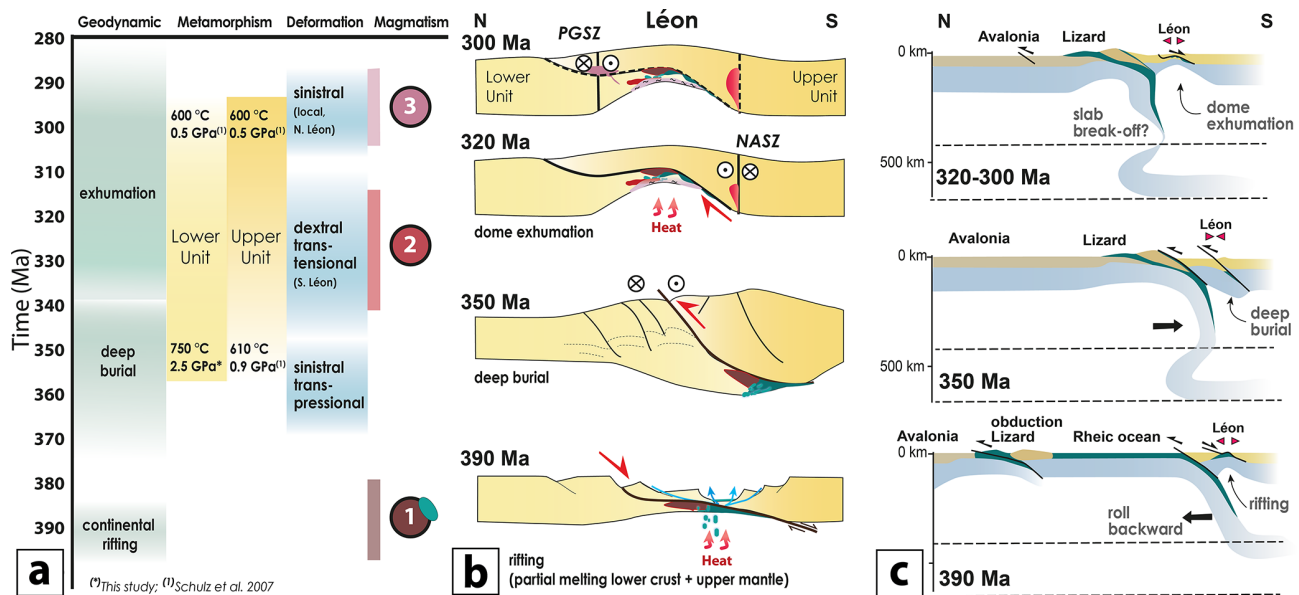 Geodynamic Metamorphism Deformation Magmatism
Time (Ma)
280
290
300
310
320
330
340
350
360
370
380
390
exhumation
deep
burial
continental
rifting
600 °C
0.5 GPa(1)
600 °C
0.5 GPa(1)
Lower
Unit
Upper
Unit
750 °C
2.5 GPa*
610 °C
0.9 GPa(1)
sinistral
(local,
N. Léon)
dextral
trans-
tensional
(S. Léon)
sinistral
trans-
pressional
3
2
1
a
(*)This study; (1)Schulz et al. 2007
N Léon S
300 Ma
PGSZ
Lower
Unit
Upper
Unit
320 Ma
NASZ
Heat
dome exhumation
350 Ma
deep burial
390 Ma
Heat
b
rifting
(partial melting lower crust + upper mantle)
N S
Avalonia Lizard Léon
0 km
slab
break-off?
dome
exhumation
500 km
320-300 Ma
Avalonia Lizard Léon
0 km
deep
burial
500 km
350 Ma
obduction
Avalonia Lizard Rheic ocean Léon
0 km
roll
backward
rifting
c
390 Ma